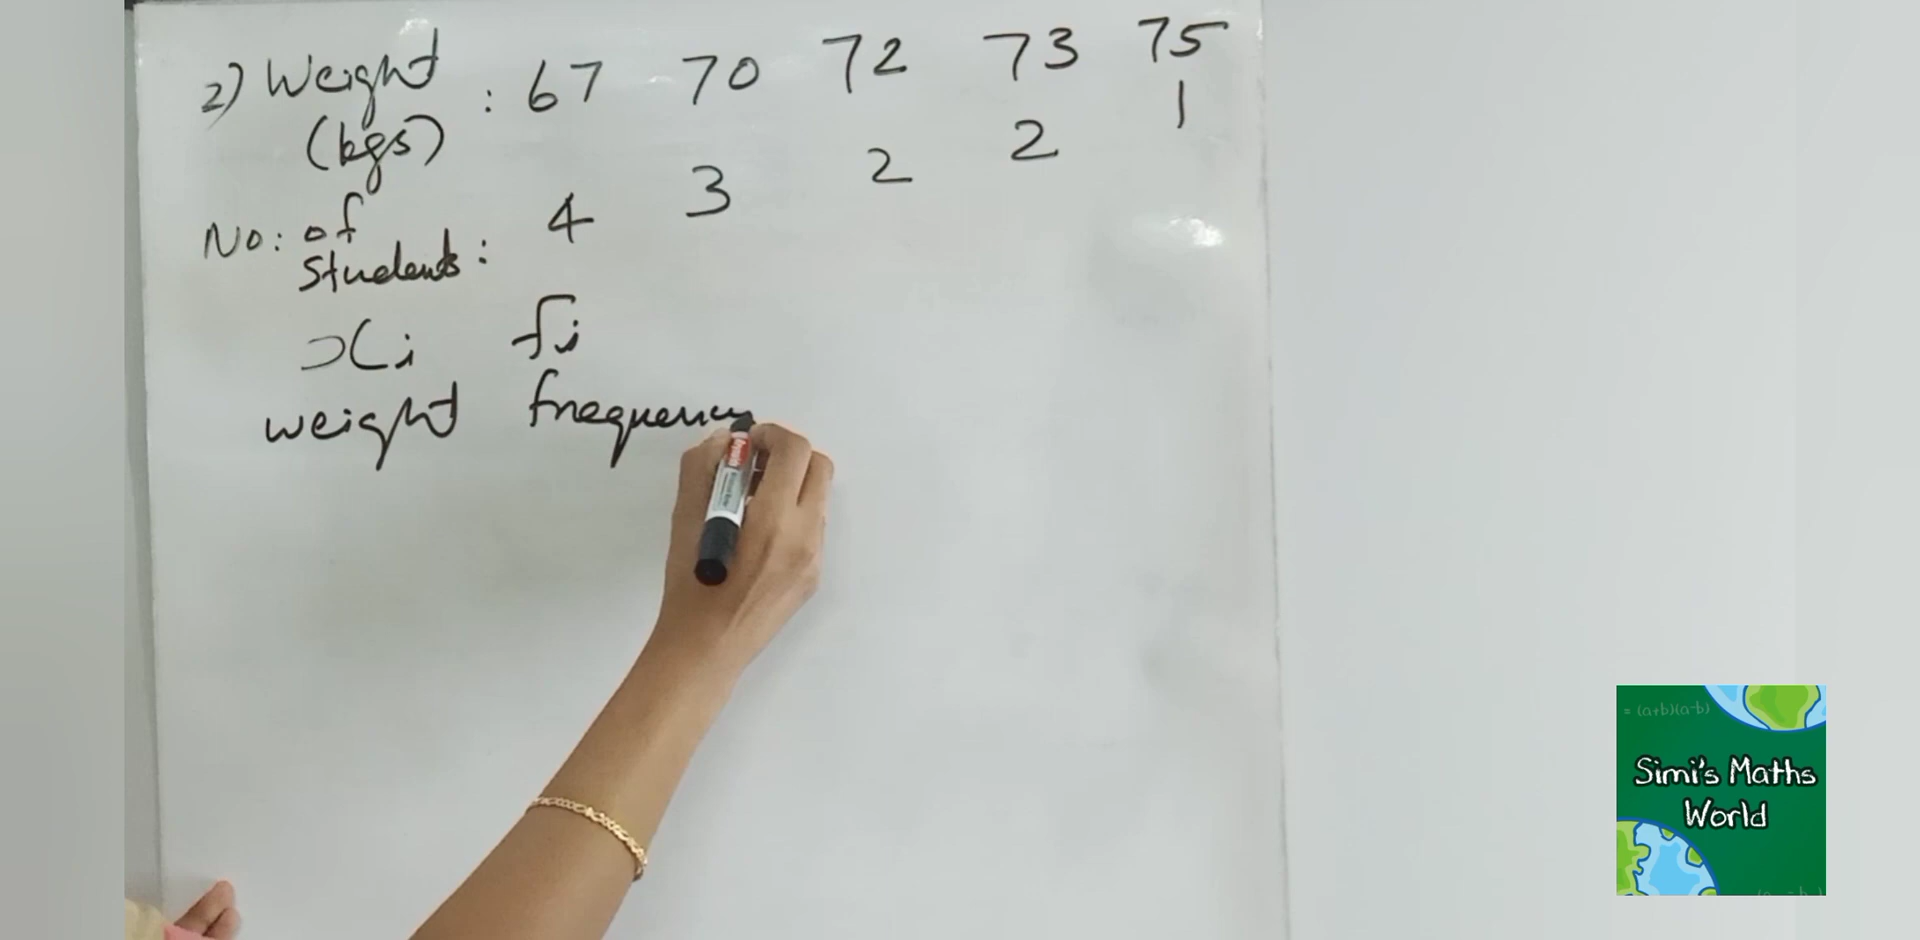 2) Weight : 67 70 72 73 75
(kgs)
No: of 4 3 2 2 1
Students :
xi fi
weight frequency
= (a+b)(a-b)
Simi's Maths
World